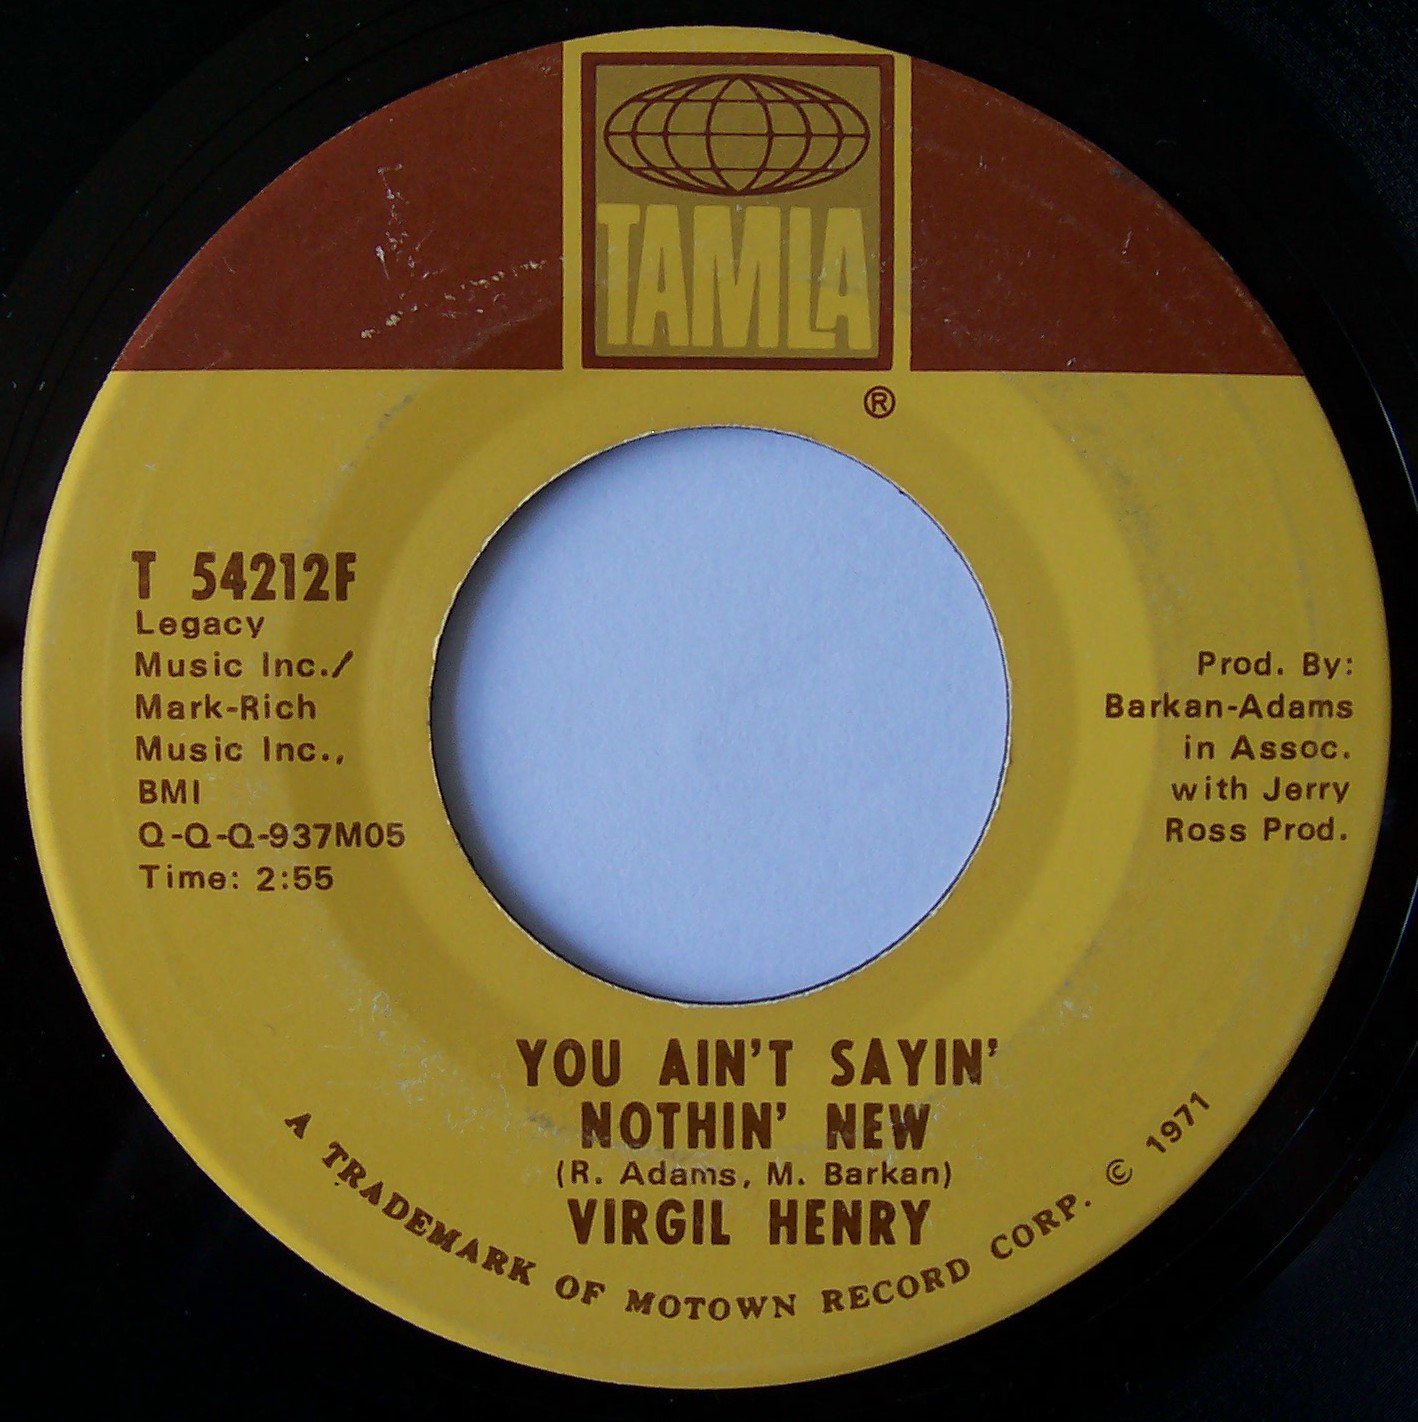 TAMLA
®
T 54212F
Legacy
Music Inc./
Mark-Rich
Music Inc.,
BMI
Q-Q-Q-937M05
Time: 2:55
Prod. By:
Barkan-Adams
in Assoc.
with Jerry
Ross Prod.
YOU AIN'T SAYIN'
NOTHIN' NEW
(R. Adams, M. Barkan)
VIRGIL HENRY
A TRADEMARK OF MOTOWN RECORD CORP. © 1971